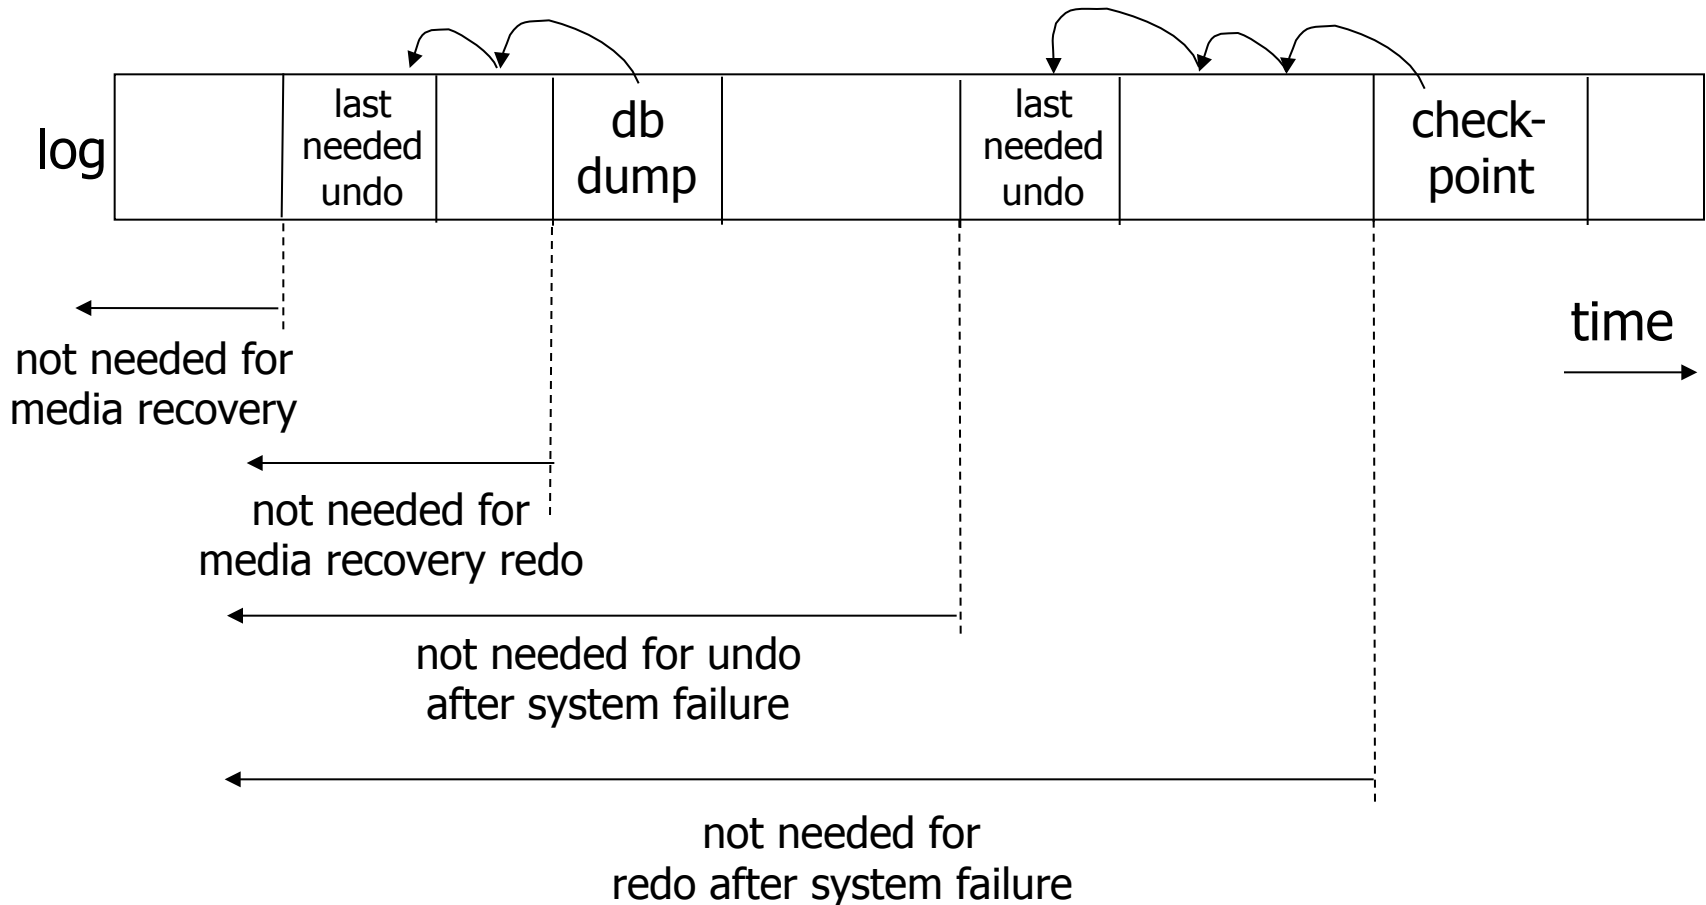 log
last
needed
undo
db
dump
last
needed
undo
check-
point
time
not needed for
media recovery
not needed for
media recovery redo
not needed for undo
after system failure
not needed for
redo after system failure